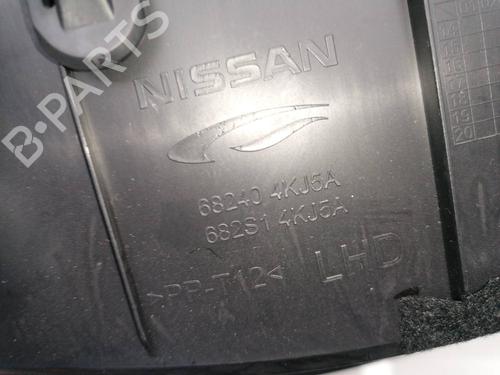 B-PARTS
NISSAN
68240 4KJ5A
682S1 4KJ5A
>PP-T12<
LHD